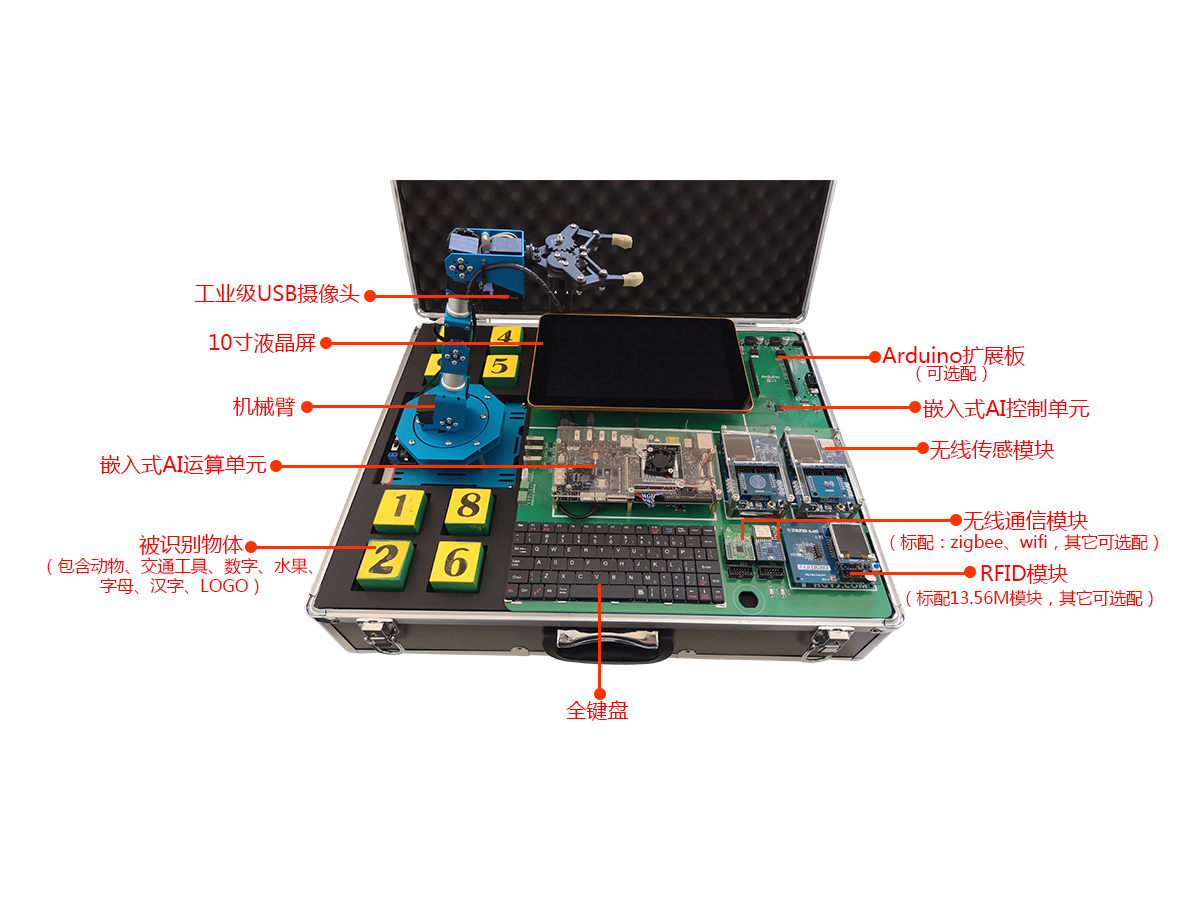 工业级USB摄像头
10寸液晶屏
机械臂
嵌入式AI运算单元
被识别物体
（包含动物、交通工具、数字、水果、
字母、汉字、LOGO）
全键盘
Arduino扩展板
（可选配）
嵌入式AI控制单元
无线传感模块
无线通信模块
（标配：zigbee、wifi，其它可选配）
RFID模块
（标配13.56M模块，其它可选配）
4
5
1
8
2
6
Arduino
Q W E R T Y U I O P
A S D F G H J K L
Z X C V B N M